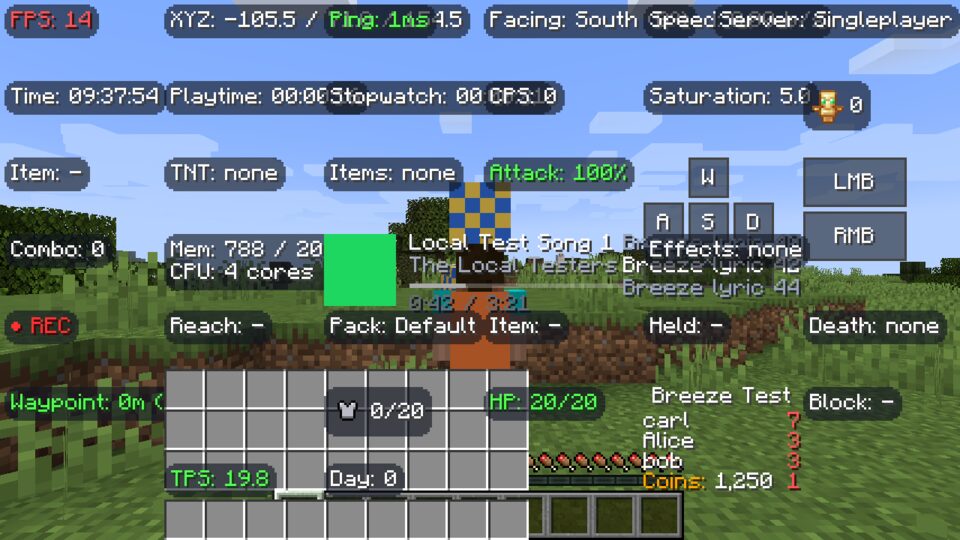 FPS: 14
XYZ: -105.5 /
Ping: 1ms
4.5
Facing: South
Speed
Server: Singleplayer
Time: 09:37:54
Playtime: 00:00
Stopwatch: 00
CPS: 0
Saturation: 5.0
0
Item: -
TNT: none
Items: none
Attack: 100%
W
LMB
A S D
RMB
Combo: 0
Mem: 788 / 20
CPU: 4 cores
Local Test Song 1
The Local Testers
0:42 / 3:21
Effects: none
Breeze lyric 42
Breeze lyric 44
● REC
Reach: -
Pack: Default
Item: -
Held: -
Death: none
Waypoint: 0m (
0/20
HP: 20/20
Breeze Test
Block: -
carl 7
Alice 3
bob 3
Coins: 1,250 1
TPS: 19.8
Day: 0